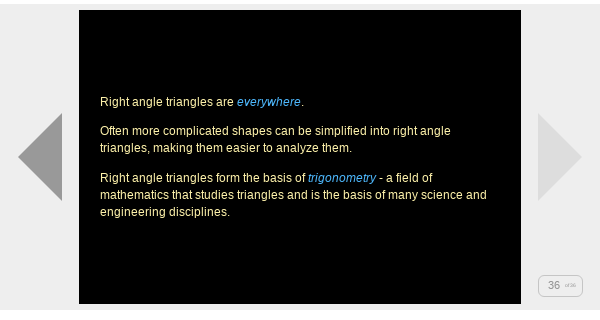 Right angle triangles are everywhere.
Often more complicated shapes can be simplified into right angle
triangles, making them easier to analyze them.
Right angle triangles form the basis of trigonometry - a field of
mathematics that studies triangles and is the basis of many science and
engineering disciplines.
36 of 36